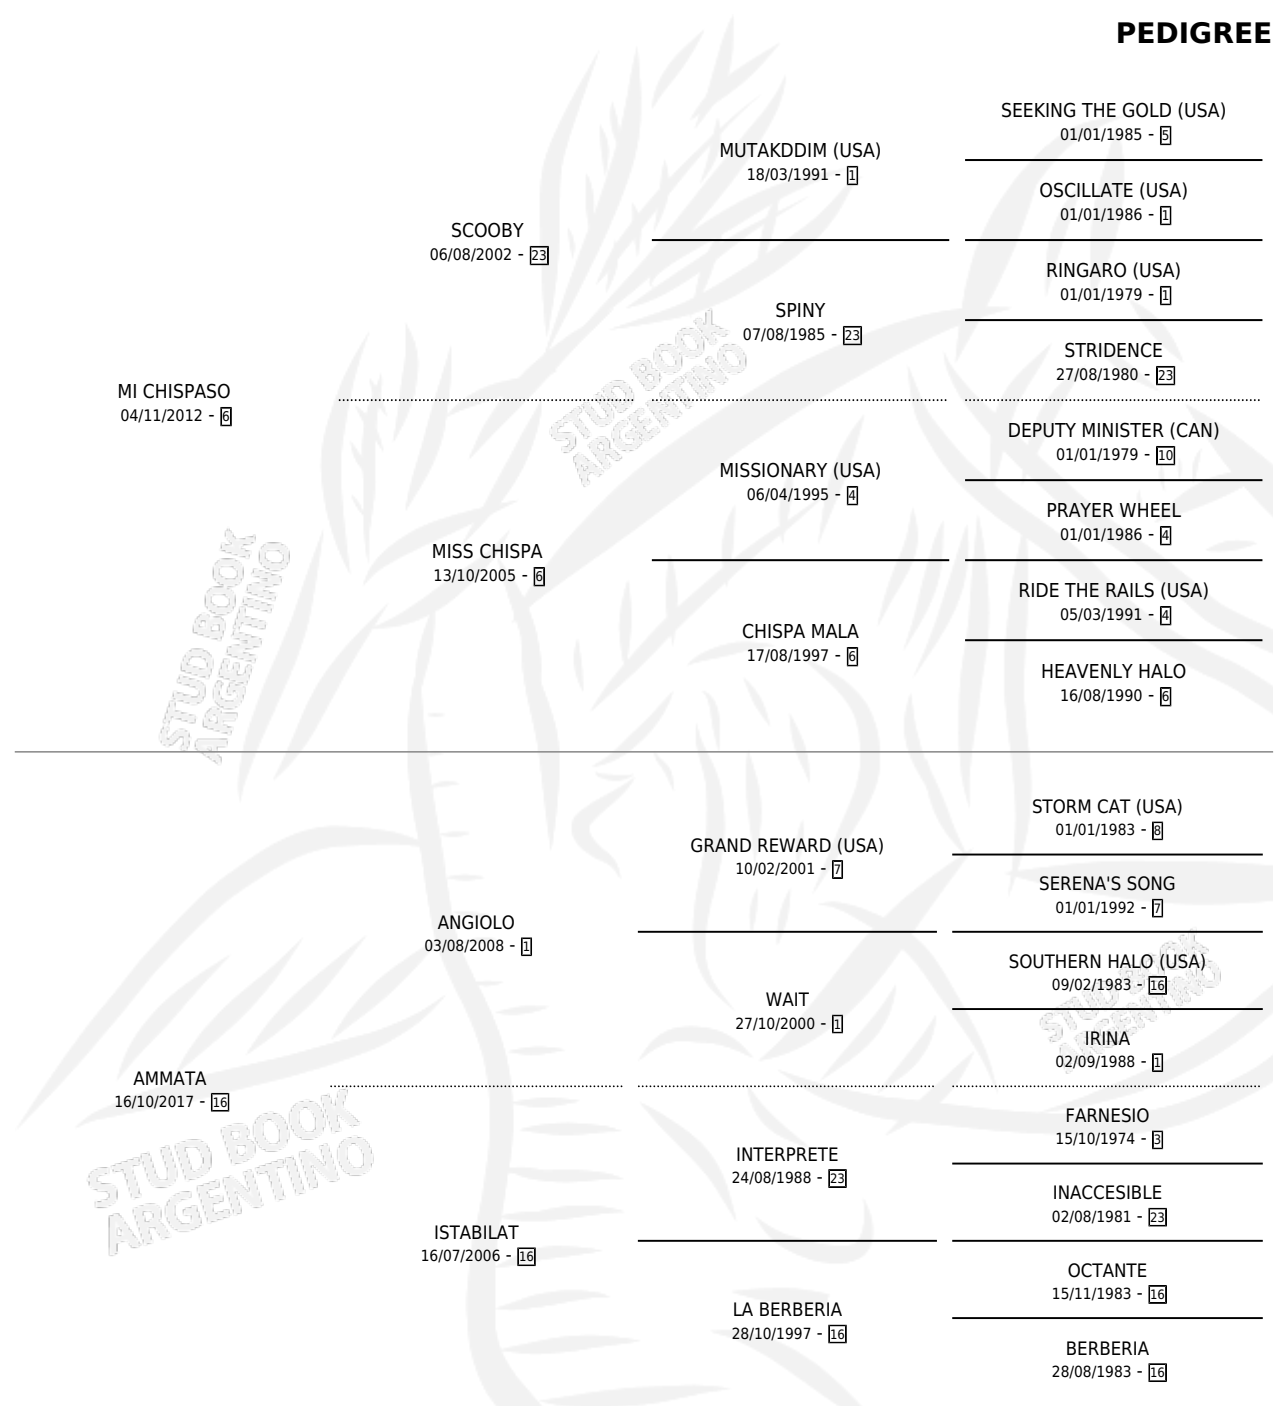 PEDIGREE
SEEKING THE GOLD (USA)
01/01/1985 - 5
MUTAKDDIM (USA)
18/03/1991 - 1
OSCILLATE (USA)
01/01/1986 - 1
SCOOBY
06/08/2002 - 23
RINGARO (USA)
01/01/1979 - 1
SPINY
07/08/1985 - 23
STRIDENCE
27/08/1980 - 23
MI CHISPASO
04/11/2012 - 6
DEPUTY MINISTER (CAN)
01/01/1979 - 10
MISSIONARY (USA)
06/04/1995 - 4
PRAYER WHEEL
01/01/1986 - 4
MISS CHISPA
13/10/2005 - 6
RIDE THE RAILS (USA)
05/03/1991 - 4
CHISPA MALA
17/08/1997 - 6
HEAVENLY HALO
16/08/1990 - 6
STORM CAT (USA)
01/01/1983 - 8
GRAND REWARD (USA)
10/02/2001 - 7
SERENA'S SONG
01/01/1992 - 7
ANGIOLO
03/08/2008 - 1
SOUTHERN HALO (USA)
09/02/1983 - 16
WAIT
27/10/2000 - 1
IRINA
02/09/1988 - 1
AMMATA
16/10/2017 - 16
FARNESIO
15/10/1974 - 3
INTERPRETE
24/08/1988 - 23
INACCESIBLE
02/08/1981 - 23
ISTABILAT
16/07/2006 - 16
OCTANTE
15/11/1983 - 16
LA BERBERIA
28/10/1997 - 16
BERBERIA
28/08/1983 - 16
STUD BOOK
ARGENTINO
STUD BOOK
ARGENTINO
STUD BOOK
ARGENTINO
STUD BOOK
ARGENTINO